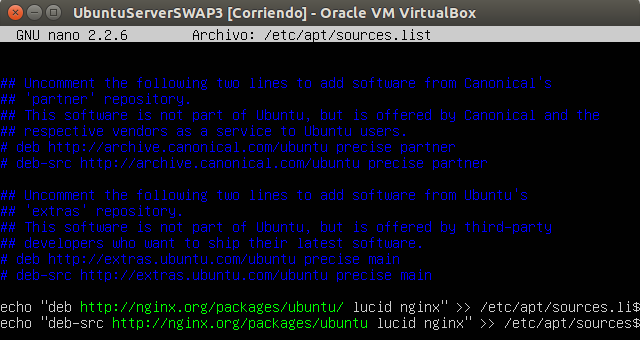 UbuntuServerSWAP3 [Corriendo] - Oracle VM VirtualBox
GNU nano 2.2.6 Archivo: /etc/apt/sources.list
## Uncomment the following two lines to add software from Canonical's
## 'partner' repository.
## This software is not part of Ubuntu, but is offered by Canonical and the
## respective vendors as a service to Ubuntu users.
# deb http://archive.canonical.com/ubuntu precise partner
# deb-src http://archive.canonical.com/ubuntu precise partner
## Uncomment the following two lines to add software from Ubuntu's
## 'extras' repository.
## This software is not part of Ubuntu, but is offered by third-party
## developers who want to ship their latest software.
# deb http://extras.ubuntu.com/ubuntu precise main
# deb-src http://extras.ubuntu.com/ubuntu precise main
echo "deb http://nginx.org/packages/ubuntu/ lucid nginx" >> /etc/apt/sources.li$
echo "deb-src http://nginx.org/packages/ubuntu lucid nginx" >> /etc/apt/sources$